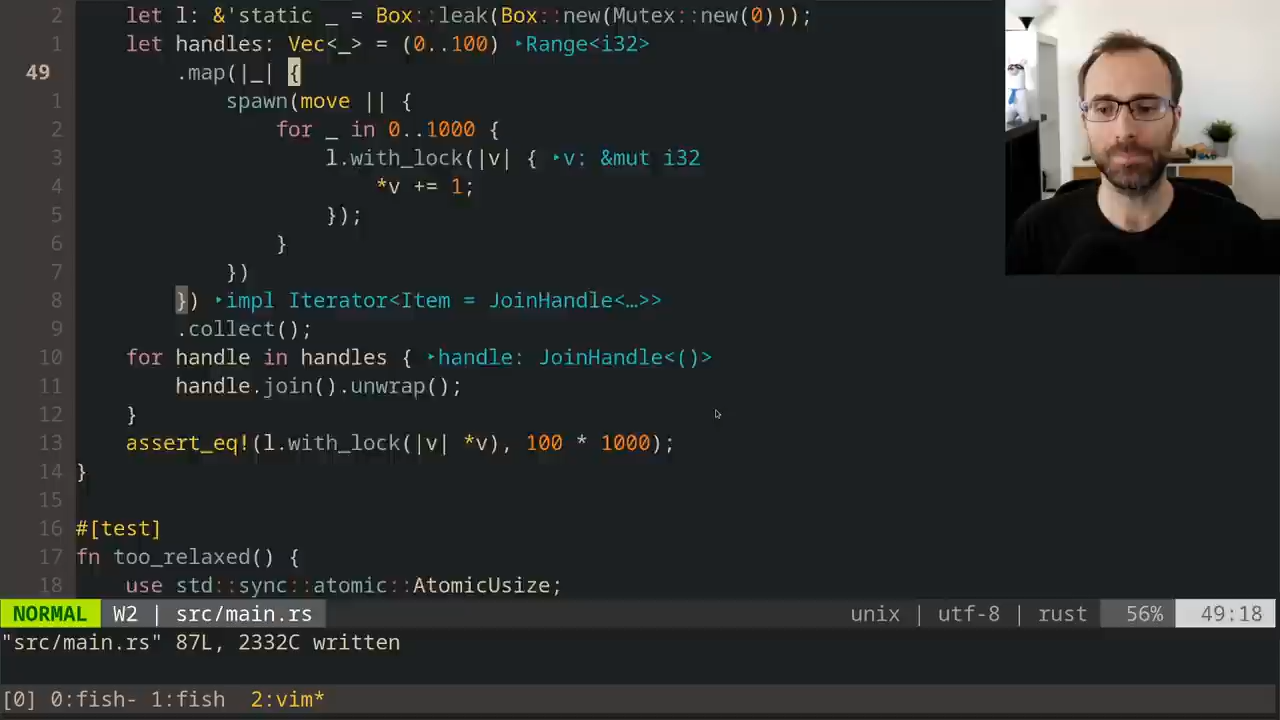 2 let l: &'static _ = Box::leak(Box::new(Mutex::new(0)));
1 let handles: Vec<_> = (0..100) ‣Range<i32>
49 .map(|_| {
1 spawn(move || {
2 for _ in 0..1000 {
3 l.with_lock(|v| { ‣v: &mut i32
4 *v += 1;
5 });
6 }
7 })
8 }) ‣impl Iterator<Item = JoinHandle<…>>
9 .collect();
10 for handle in handles { ‣handle: JoinHandle<()>
11 handle.join().unwrap();
12 }
13 assert_eq!(l.with_lock(|v| *v), 100 * 1000);
14 }
15
16 #[test]
17 fn too_relaxed() {
18 use std::sync::atomic::AtomicUsize;
NORMAL W2 | src/main.rs unix | utf-8 | rust 56% 49:18
"src/main.rs" 87L, 2332C written
[0] 0:fish- 1:fish 2:vim*